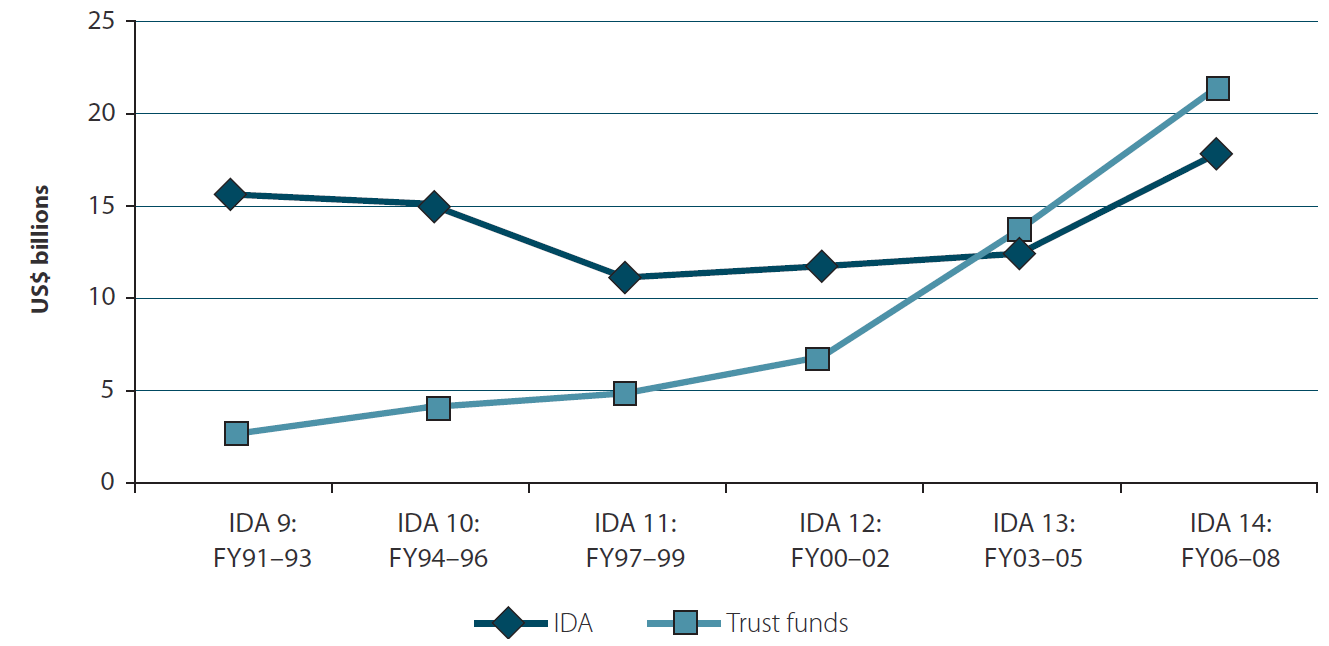 25
20
15
10
5
0
US$ billions
IDA 9:
FY91–93
IDA 10:
FY94–96
IDA 11:
FY97–99
IDA 12:
FY00–02
IDA 13:
FY03–05
IDA 14:
FY06–08
IDA
Trust funds